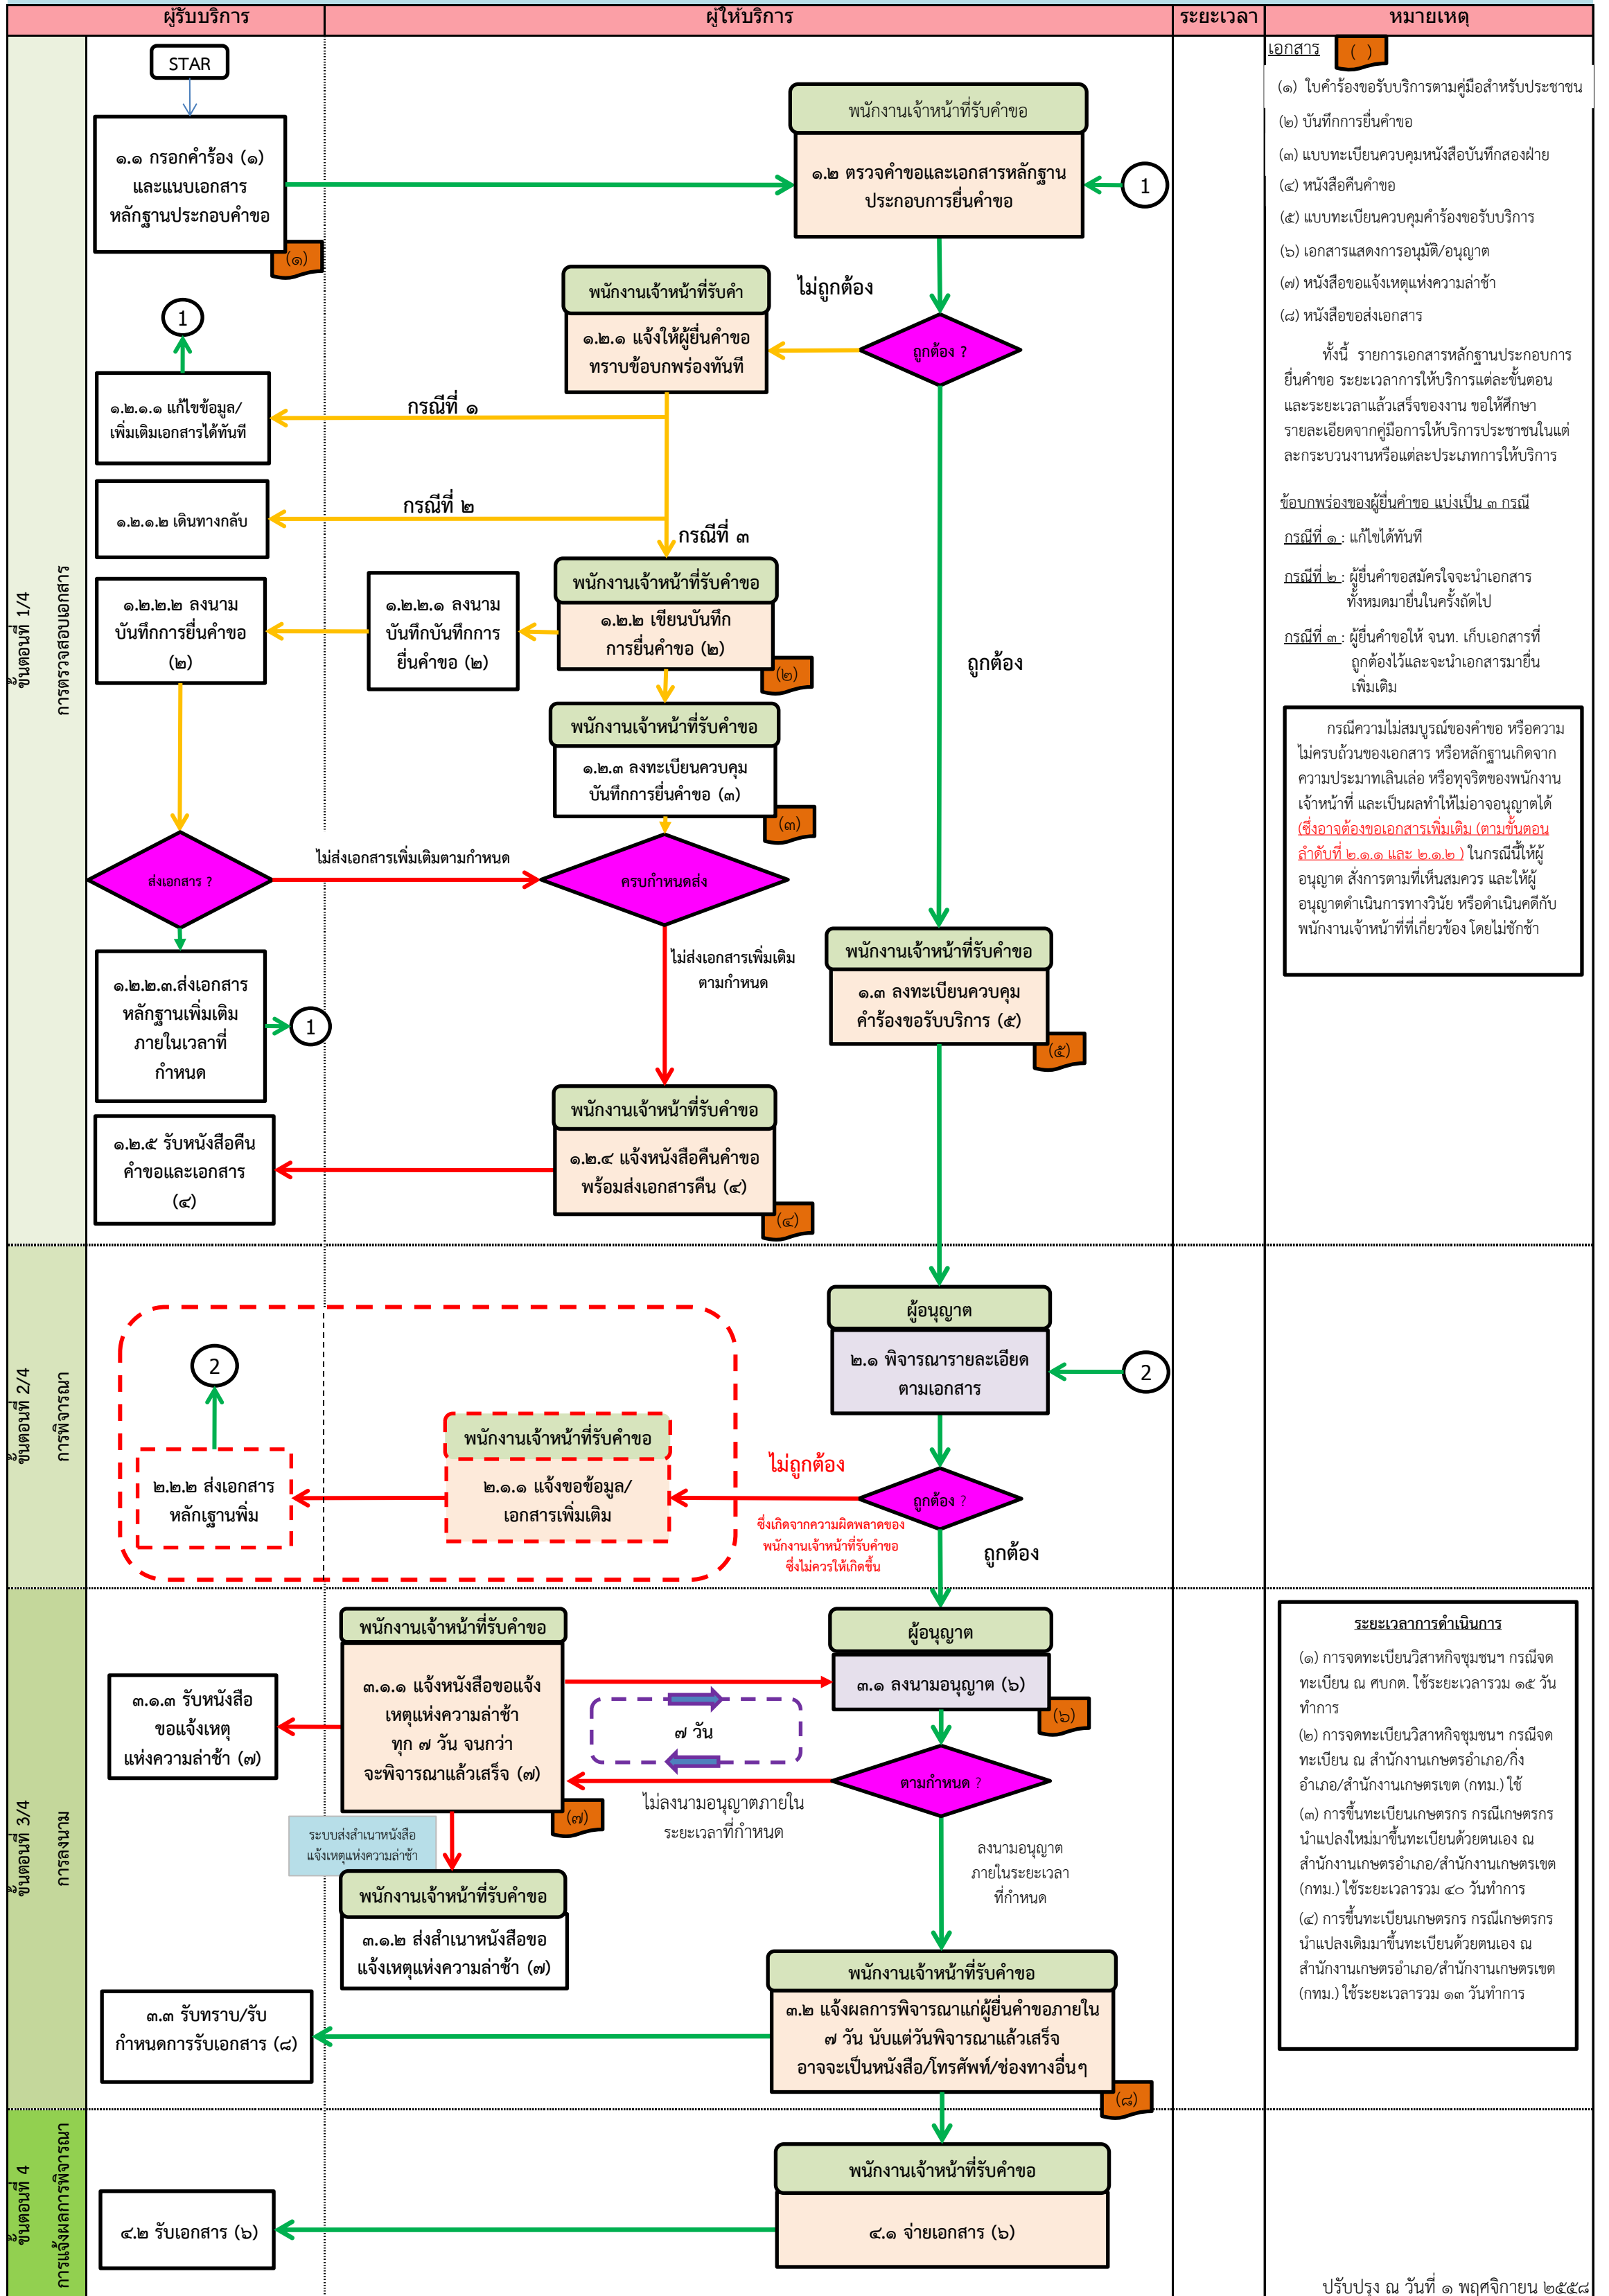 ผู้รับบริการ
ผู้ให้บริการ
ระยะเวลา
หมายเหตุ
ขั้นตอนที่ 1/4
การตรวจสอบเอกสาร
STAR
๑.๑ กรอกคำร้อง (๑)
และแนบเอกสาร
หลักฐานประกอบคำขอ
(๑)
พนักงานเจ้าหน้าที่รับคำขอ
๑.๒ ตรวจคำขอและเอกสารหลักฐาน
ประกอบการยื่นคำขอ
1
ถูกต้อง ?
ไม่ถูกต้อง
พนักงานเจ้าหน้าที่รับคำ
๑.๒.๑ แจ้งให้ผู้ยื่นคำขอ
ทราบข้อบกพร่องทันที
1
กรณีที่ ๑
๑.๒.๑.๑ แก้ไขข้อมูล/
เพิ่มเติมเอกสารได้ทันที
กรณีที่ ๒
๑.๒.๑.๒ เดินทางกลับ
กรณีที่ ๓
พนักงานเจ้าหน้าที่รับคำขอ
๑.๒.๒ เขียนบันทึก
การยื่นคำขอ (๒)
(๒)
๑.๒.๒.๑ ลงนาม
บันทึกบันทึกการ
ยื่นคำขอ (๒)
๑.๒.๒.๒ ลงนาม
บันทึกการยื่นคำขอ
(๒)
ถูกต้อง
พนักงานเจ้าหน้าที่รับคำขอ
๑.๒.๓ ลงทะเบียนควบคุม
บันทึกการยื่นคำขอ (๓)
(๓)
ส่งเอกสาร ?
ไม่ส่งเอกสารเพิ่มเติมตามกำหนด
ครบกำหนดส่ง
ไม่ส่งเอกสารเพิ่มเติม
ตามกำหนด
๑.๒.๒.๓.ส่งเอกสาร
หลักฐานเพิ่มเติม
ภายในเวลาที่
กำหนด
1
พนักงานเจ้าหน้าที่รับคำขอ
๑.๓ ลงทะเบียนควบคุม
คำร้องขอรับบริการ (๕)
(๕)
พนักงานเจ้าหน้าที่รับคำขอ
๑.๒.๔ แจ้งหนังสือคืนคำขอ
พร้อมส่งเอกสารคืน (๔)
(๔)
๑.๒.๕ รับหนังสือคืน
คำขอและเอกสาร
(๔)
เอกสาร ( )
(๑) ใบคำร้องขอรับบริการตามคู่มือสำหรับประชาชน
(๒) บันทึกการยื่นคำขอ
(๓) แบบทะเบียนควบคุมหนังสือบันทึกสองฝ่าย
(๔) หนังสือคืนคำขอ
(๕) แบบทะเบียนควบคุมคำร้องขอรับบริการ
(๖) เอกสารแสดงการอนุมัติ/อนุญาต
(๗) หนังสือขอแจ้งเหตุแห่งความล่าช้า
(๘) หนังสือขอส่งเอกสาร
ทั้งนี้ รายการเอกสารหลักฐานประกอบการ
ยื่นคำขอ ระยะเวลาการให้บริการแต่ละขั้นตอน
และระยะเวลาแล้วเสร็จของงาน ขอให้ศึกษา
รายละเอียดจากคู่มือการให้บริการประชาชนในแต่
ละกระบวนงานหรือแต่ละประเภทการให้บริการ
ข้อบกพร่องของผู้ยื่นคำขอ แบ่งเป็น ๓ กรณี
กรณีที่ ๑ : แก้ไขได้ทันที
กรณีที่ ๒ : ผู้ยื่นคำขอสมัครใจจะนำเอกสาร
ทั้งหมดมายื่นในครั้งถัดไป
กรณีที่ ๓ : ผู้ยื่นคำขอให้ จนท. เก็บเอกสารที่
ถูกต้องไว้และจะนำเอกสารมายื่น
เพิ่มเติม
กรณีความไม่สมบูรณ์ของคำขอ หรือความ
ไม่ครบถ้วนของเอกสาร หรือหลักฐานเกิดจาก
ความประมาทเลินเล่อ หรือทุจริตของพนักงาน
เจ้าหน้าที่ และเป็นผลทำให้ไม่อาจอนุญาตได้
(ซึ่งอาจต้องขอเอกสารเพิ่มเติม (ตามขั้นตอน
ลำดับที่ ๒.๑.๑ และ ๒.๑.๒ ) ในกรณีนี้ให้ผู้
อนุญาต สั่งการตามที่เห็นสมควร และให้ผู้
อนุญาตดำเนินการทางวินัย หรือดำเนินคดีกับ
พนักงานเจ้าหน้าที่ที่เกี่ยวข้อง โดยไม่ชักช้า
ขั้นตอนที่ 2/4
การพิจารณา
ผู้อนุญาต
๒.๑ พิจารณารายละเอียด
ตามเอกสาร
2
2
ถูกต้อง ?
ไม่ถูกต้อง
ซึ่งเกิดจากความผิดพลาดของ
พนักงานเจ้าหน้าที่รับคำขอ
ซึ่งไม่ควรให้เกิดขึ้น
พนักงานเจ้าหน้าที่รับคำขอ
๒.๑.๑ แจ้งขอข้อมูล/
เอกสารเพิ่มเติม
๒.๒.๒ ส่งเอกสาร
หลักฐานพิ่ม
ถูกต้อง
ขั้นตอนที่ 3/4
การลงนาม
พนักงานเจ้าหน้าที่รับคำขอ
๓.๑.๑ แจ้งหนังสือขอแจ้ง
เหตุแห่งความล่าช้า
ทุก ๗ วัน จนกว่า
จะพิจารณาแล้วเสร็จ (๗)
(๗)
๓.๑.๓ รับหนังสือ
ขอแจ้งเหตุ
แห่งความล่าช้า (๗)
๗ วัน
ผู้อนุญาต
๓.๑ ลงนามอนุญาต (๖)
(๖)
ตามกำหนด ?
ไม่ลงนามอนุญาตภายใน
ระยะเวลาที่กำหนด
ลงนามอนุญาต
ภายในระยะเวลา
ที่กำหนด
ระบบส่งสำเนาหนังสือ
แจ้งเหตุแห่งความล่าช้า
พนักงานเจ้าหน้าที่รับคำขอ
๓.๑.๒ ส่งสำเนาหนังสือขอ
แจ้งเหตุแห่งความล่าช้า (๗)
พนักงานเจ้าหน้าที่รับคำขอ
๓.๒ แจ้งผลการพิจารณาแก่ผู้ยื่นคำขอภายใน
๗ วัน นับแต่วันพิจารณาแล้วเสร็จ
อาจจะเป็นหนังสือ/โทรศัพท์/ช่องทางอื่นๆ
(๘)
๓.๓ รับทราบ/รับ
กำหนดการรับเอกสาร (๘)
ระยะเวลาการดำเนินการ
(๑) การจดทะเบียนวิสาหกิจชุมชนฯ กรณีจด
ทะเบียน ณ ศบกต. ใช้ระยะเวลารวม ๑๕ วัน
ทำการ
(๒) การจดทะเบียนวิสาหกิจชุมชนฯ กรณีจด
ทะเบียน ณ สำนักงานเกษตรอำเภอ/กิ่ง
อำเภอ/สำนักงานเกษตรเขต (กทม.) ใช้
(๓) การขึ้นทะเบียนเกษตรกร กรณีเกษตรกร
นำแปลงใหม่มาขึ้นทะเบียนด้วยตนเอง ณ
สำนักงานเกษตรอำเภอ/สำนักงานเกษตรเขต
(กทม.) ใช้ระยะเวลารวม ๔๐ วันทำการ
(๔) การขึ้นทะเบียนเกษตรกร กรณีเกษตรกร
นำแปลงเดิมมาขึ้นทะเบียนด้วยตนเอง ณ
สำนักงานเกษตรอำเภอ/สำนักงานเกษตรเขต
(กทม.) ใช้ระยะเวลารวม ๑๓ วันทำการ
ขั้นตอนที่ 4
การแจ้งผลการพิจารณา
พนักงานเจ้าหน้าที่รับคำขอ
๔.๑ จ่ายเอกสาร (๖)
๔.๒ รับเอกสาร (๖)
ปรับปรุง ณ วันที่ ๑ พฤศจิกายน ๒๕๕๘